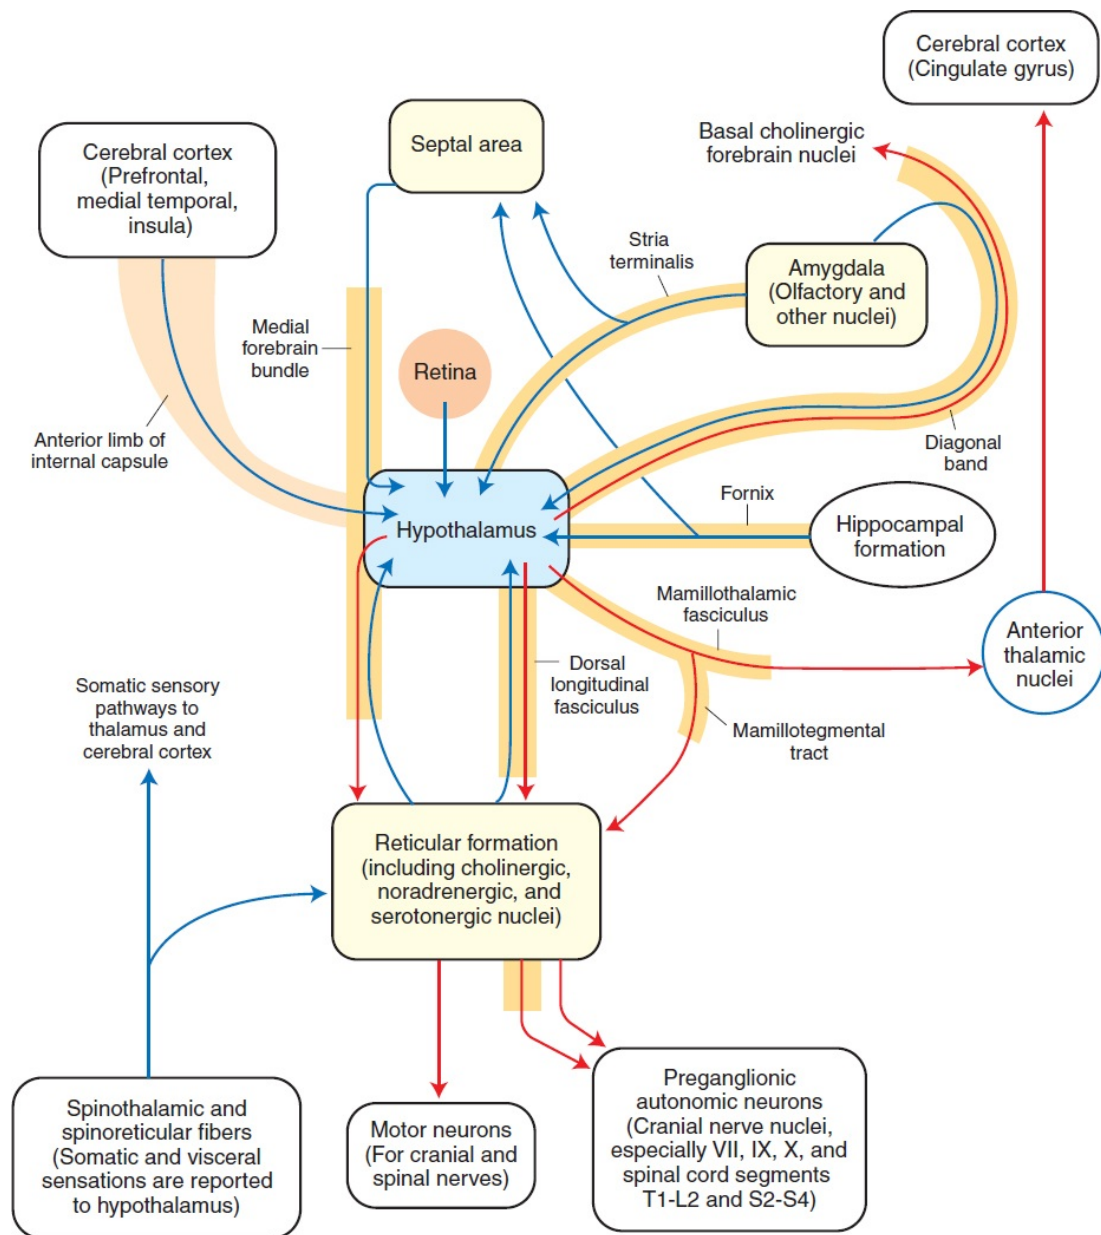 Cerebral cortex
(Cingulate gyrus)
Basal cholinergic
forebrain nuclei
Septal area
Cerebral cortex
(Prefrontal,
medial temporal,
insula)
Stria
terminalis
Amygdala
(Olfactory and
other nuclei)
Medial
forebrain
bundle
Retina
Anterior limb of
internal capsule
Diagonal
band
Fornix
Hypothalamus
Hippocampal
formation
Mamillothalamic
fasciculus
Anterior
thalamic
nuclei
Dorsal
longitudinal
fasciculus
Somatic sensory
pathways to
thalamus and
cerebral cortex
Mamillotegmental
tract
Reticular formation
(including cholinergic,
noradrenergic, and
serotonergic nuclei)
Spinothalamic and
spinoreticular fibers
(Somatic and visceral
sensations are reported
to hypothalamus)
Motor neurons
(For cranial and
spinal nerves)
Preganglionic
autonomic neurons
(Cranial nerve nuclei,
especially VII, IX, X, and
spinal cord segments
T1-L2 and S2-S4)